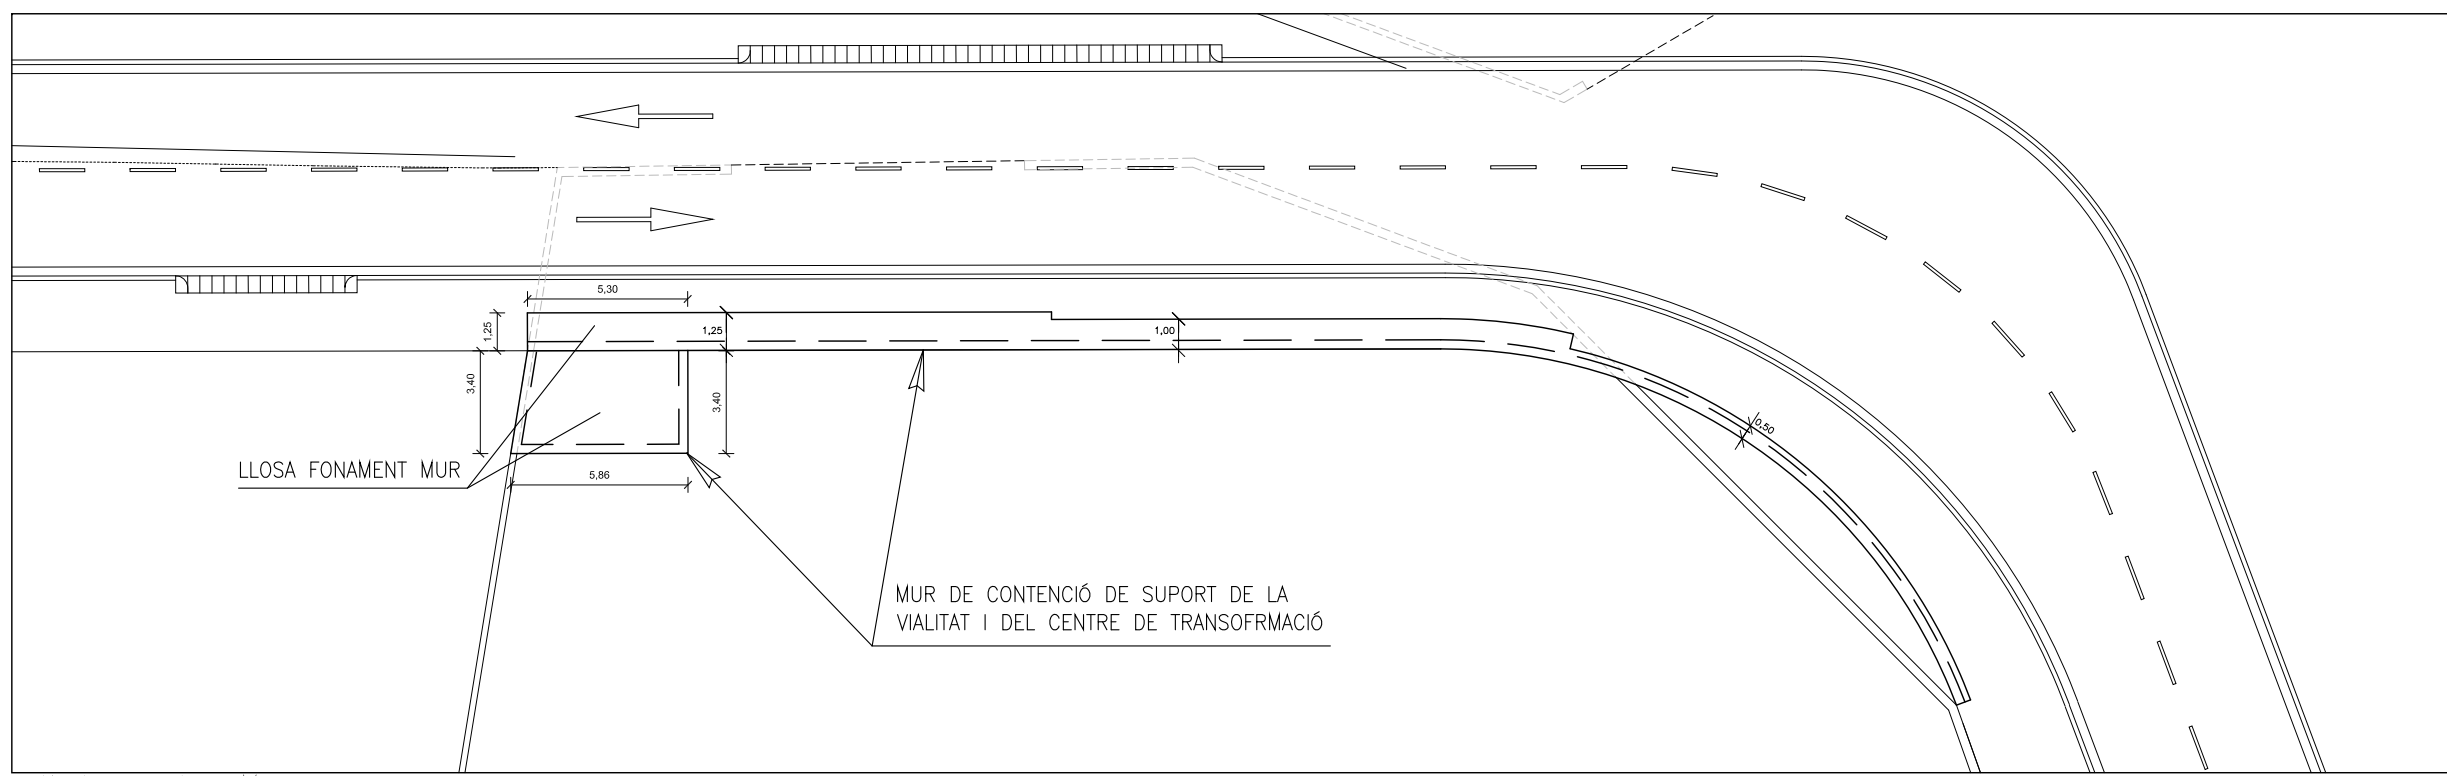 5,30
1,25
1,25
1,00
3,40
3,40
0,50
LLOSA FONAMENT MUR
5,86
MUR DE CONTENCIÓ DE SUPORT DE LA
VIALITAT I DEL CENTRE DE TRANSOFRMACIÓ